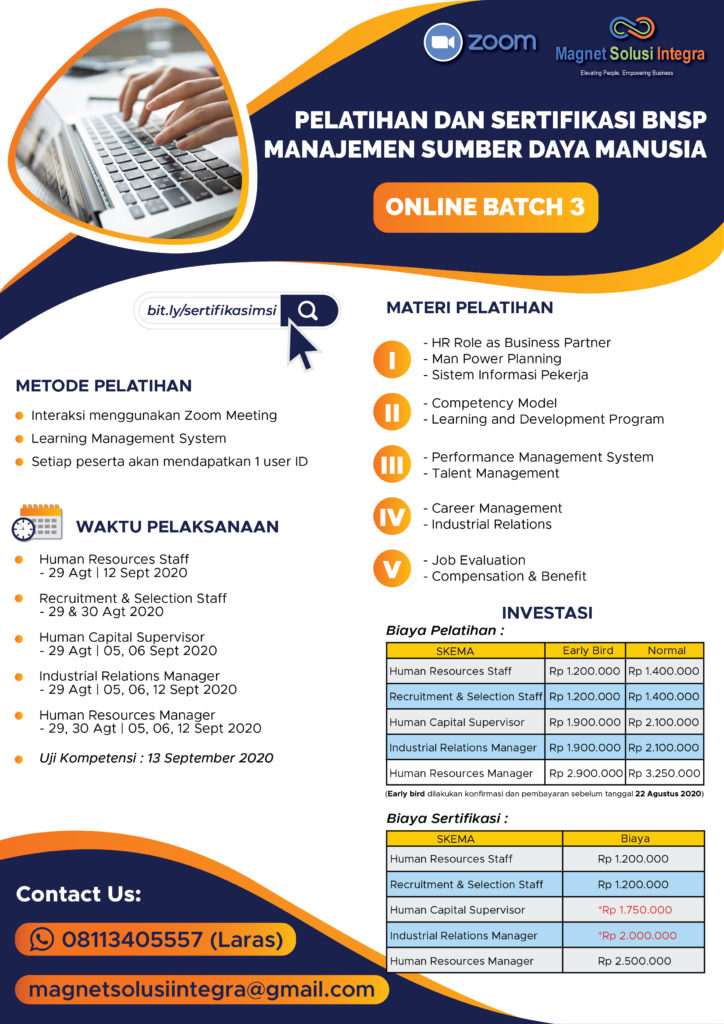 zoom
Magnet Solusi Integra
Elevating People. Empowering Business
PELATIHAN DAN SERTIFIKASI BNSP
MANAJEMEN SUMBER DAYA MANUSIA
ONLINE BATCH 3
bit.ly/sertifikasimsi
METODE PELATIHAN
Interaksi menggunakan Zoom Meeting
Learning Management System
Setiap peserta akan mendapatkan 1 user ID
WAKTU PELAKSANAAN
Human Resources Staff
- 29 Agt | 12 Sept 2020
Recruitment & Selection Staff
- 29 & 30 Agt 2020
Human Capital Supervisor
- 29 Agt | 05, 06 Sept 2020
Industrial Relations Manager
- 29 Agt | 05, 06, 12 Sept 2020
Human Resources Manager
- 29, 30 Agt | 05, 06, 12 Sept 2020
Uji Kompetensi : 13 September 2020
MATERI PELATIHAN
I
- HR Role as Business Partner
- Man Power Planning
- Sistem Informasi Pekerja
II
- Competency Model
- Learning and Development Program
III
- Performance Management System
- Talent Management
IV
- Career Management
- Industrial Relations
V
- Job Evaluation
- Compensation & Benefit
INVESTASI
Biaya Pelatihan :
SKEMA Early Bird Normal
Human Resources Staff Rp 1.200.000 Rp 1.400.000
Recruitment & Selection Staff Rp 1.200.000 Rp 1.400.000
Human Capital Supervisor Rp 1.900.000 Rp 2.100.000
Industrial Relations Manager Rp 1.900.000 Rp 2.100.000
Human Resources Manager Rp 2.900.000 Rp 3.250.000
(Early bird dilakukan konfirmasi dan pembayaran sebelum tanggal 22 Agustus 2020)
Biaya Sertifikasi :
SKEMA Biaya
Human Resources Staff Rp 1.200.000
Recruitment & Selection Staff Rp 1.200.000
Human Capital Supervisor *Rp 1.750.000
Industrial Relations Manager *Rp 2.000.000
Human Resources Manager Rp 2.500.000
Contact Us:
08113405557 (Laras)
magnetsolusiintegra@gmail.com